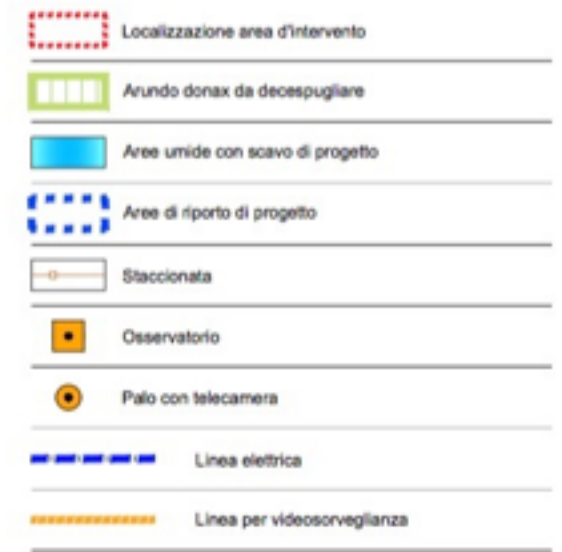 Localizzazione area d'intervento
Arundo donax da decespugliare
Aree umide con scavo di progetto
Aree di riporto di progetto
Staccionata
Osservatorio
Palo con telecamera
Linea elettrica
Linea per videosorveglianza